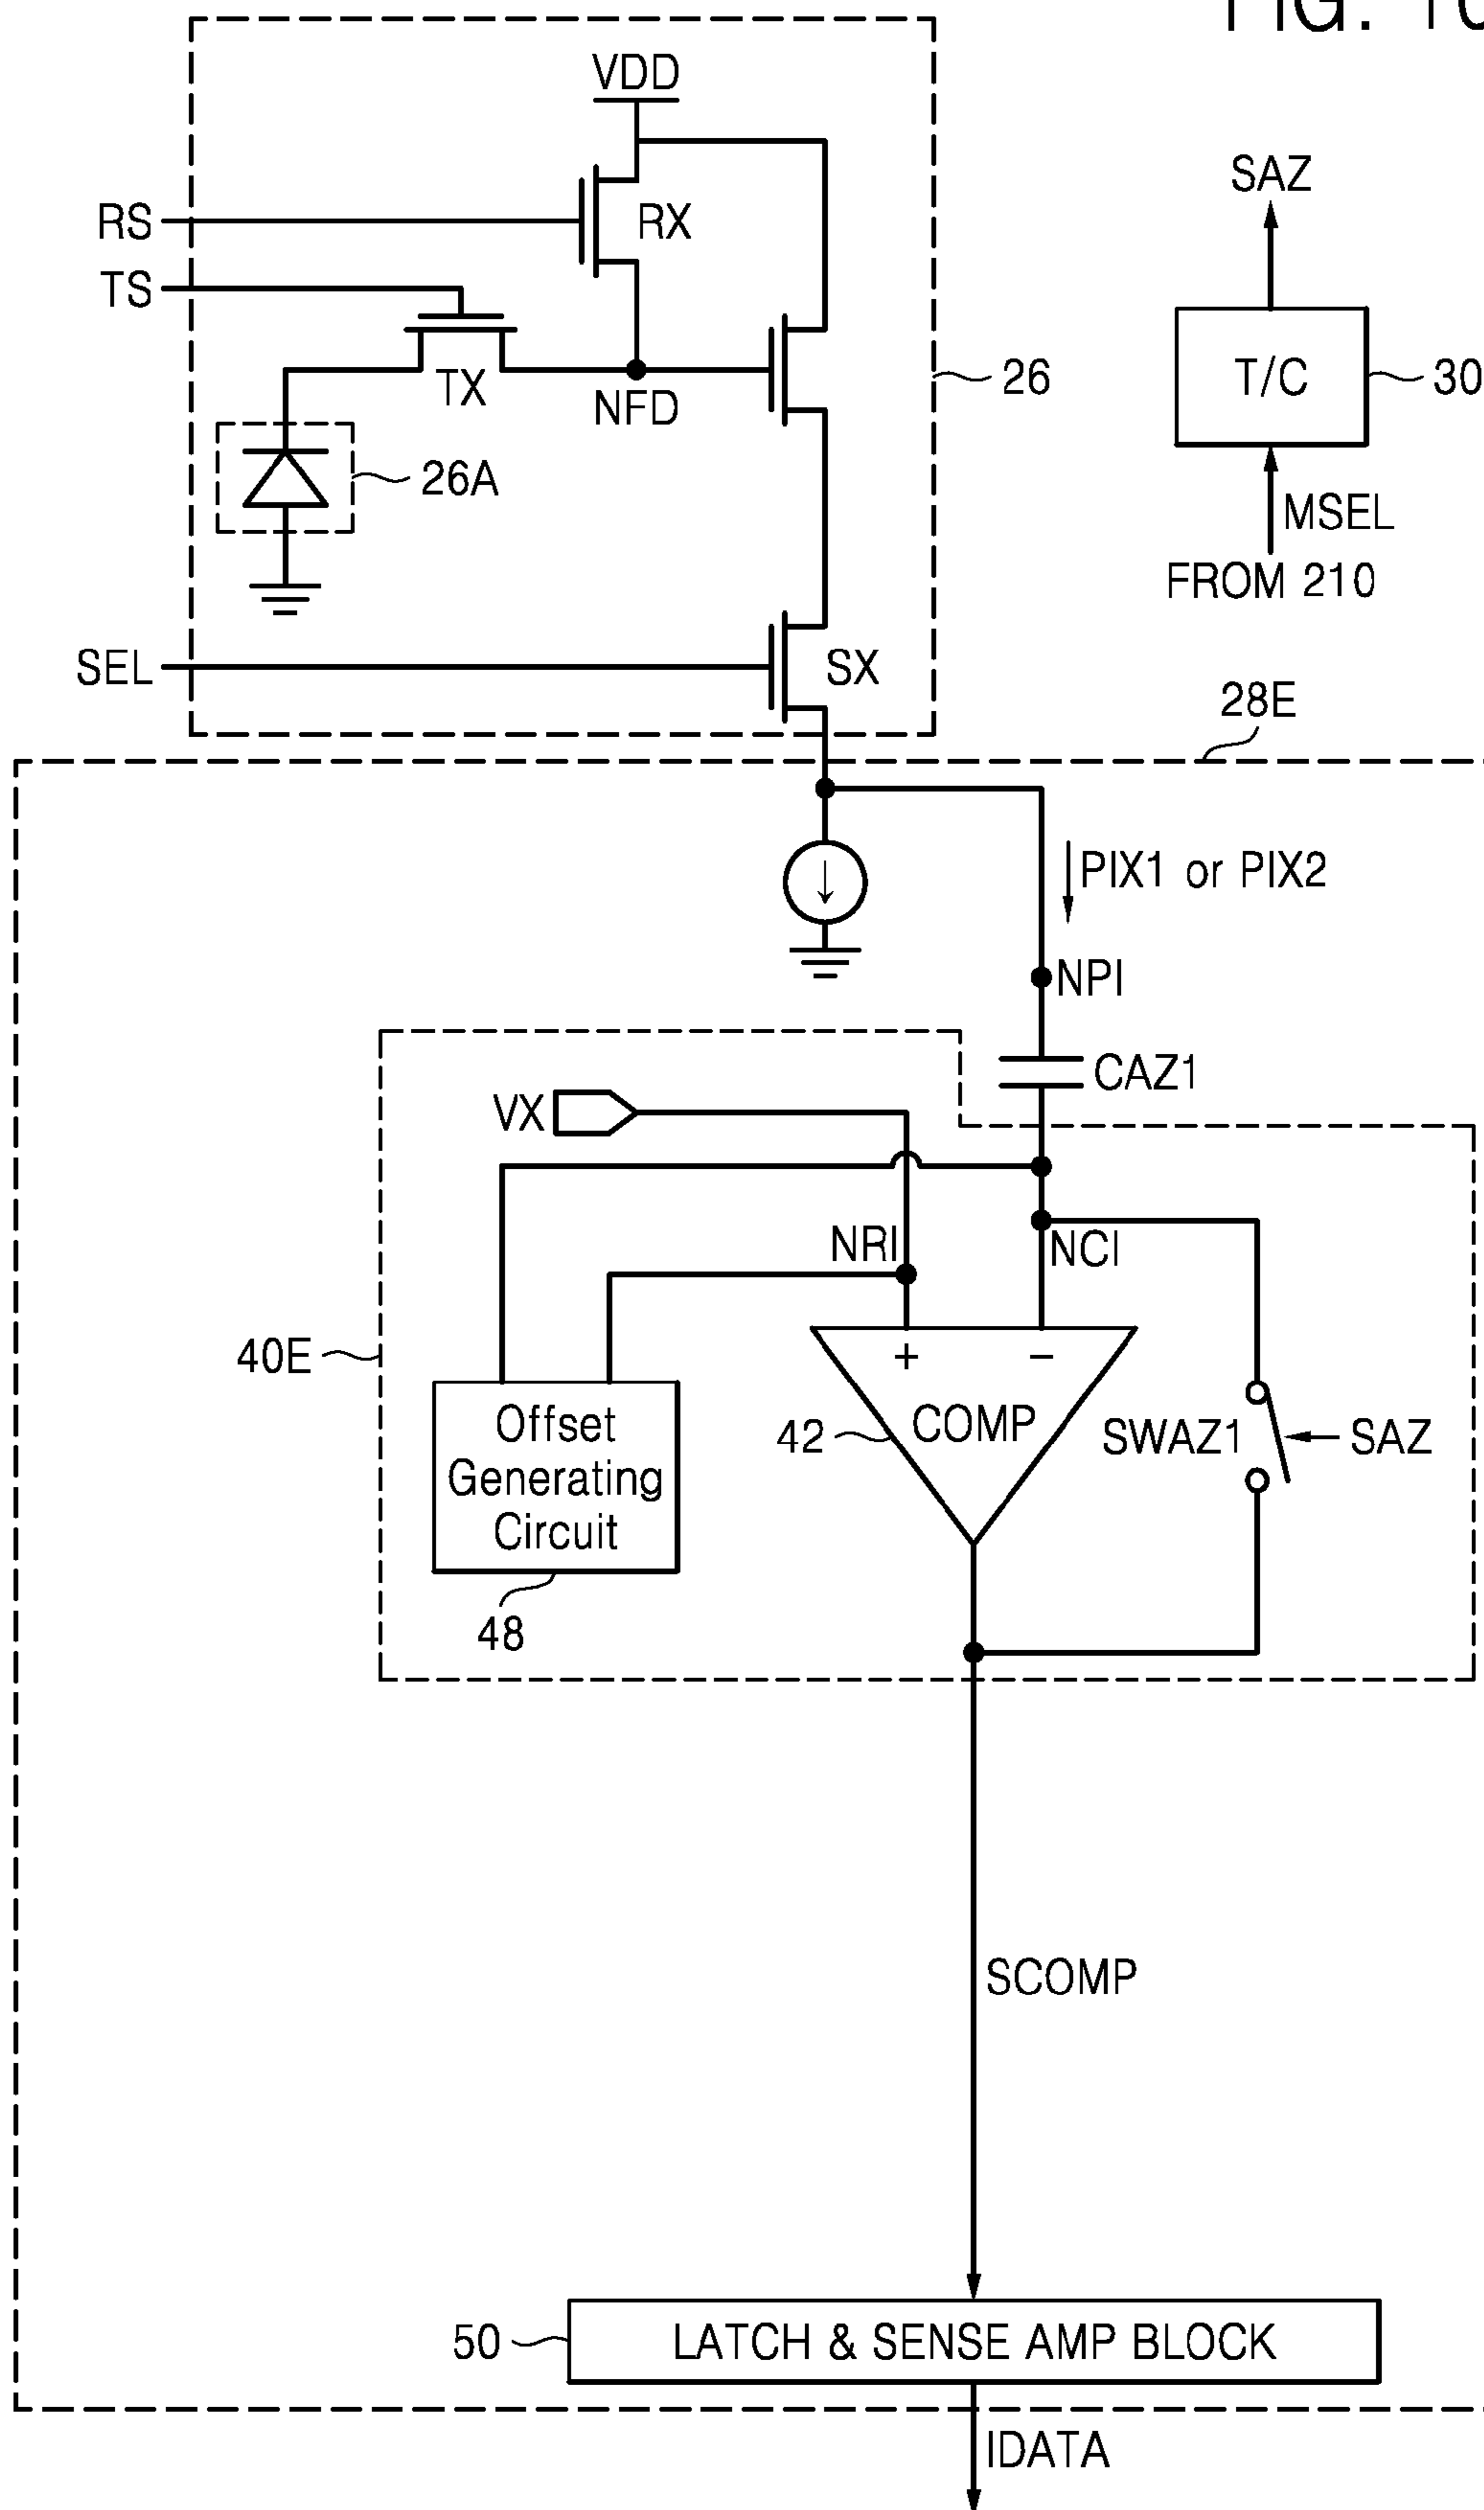 FIG. 10
VDD
SAZ
RS
RX
TS
T/C
30
26
TX
NFD
26A
MSEL
FROM 210
SEL
SX
28E
PIX1 or PIX2
NPI
CAZ1
VX
NRI
NCI
40E
+
−
Offset
Generating
Circuit
42
COMP
SWAZ1
SAZ
48
SCOMP
50
LATCH & SENSE AMP BLOCK
IDATA